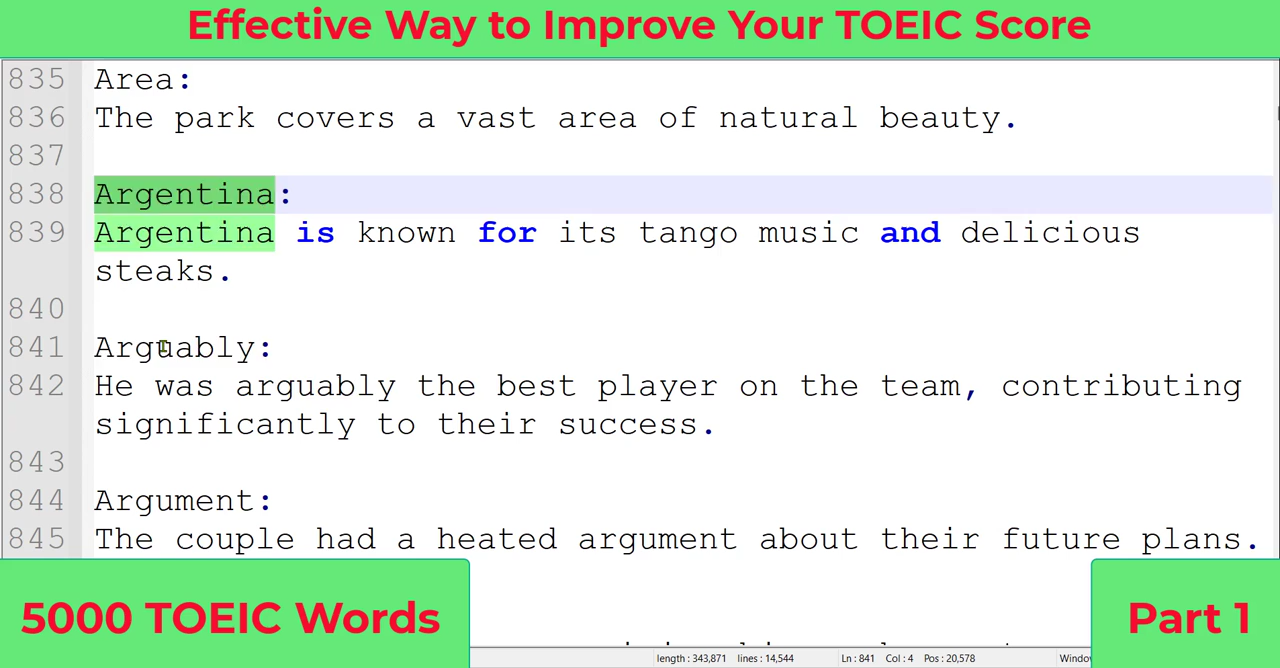 Effective Way to Improve Your TOEIC Score
835 Area:
836 The park covers a vast area of natural beauty.
837
838 Argentina:
839 Argentina is known for its tango music and delicious
steaks.
840
841 Arguably:
842 He was arguably the best player on the team, contributing
significantly to their success.
843
844 Argument:
845 The couple had a heated argument about their future plans.
5000 TOEIC Words
Part 1
length : 343,871 lines : 14,544 Ln : 841 Col : 4 Pos : 20,578